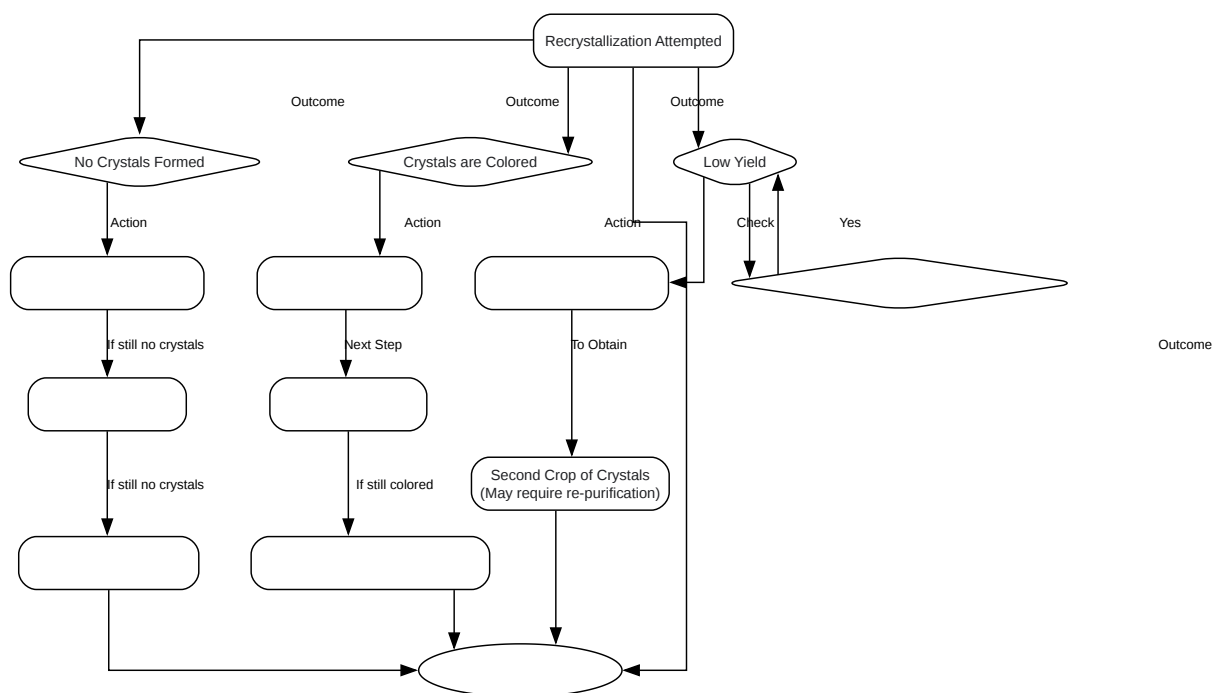 Recrystallization Attempted
Outcome
Outcome
Outcome
No Crystals Formed
Crystals are Colored
Low Yield
Action
Action
Action
Check
Yes
If still no crystals
Next Step
To Obtain
Outcome
Second Crop of Crystals
(May require re-purification)
If still no crystals
If still colored